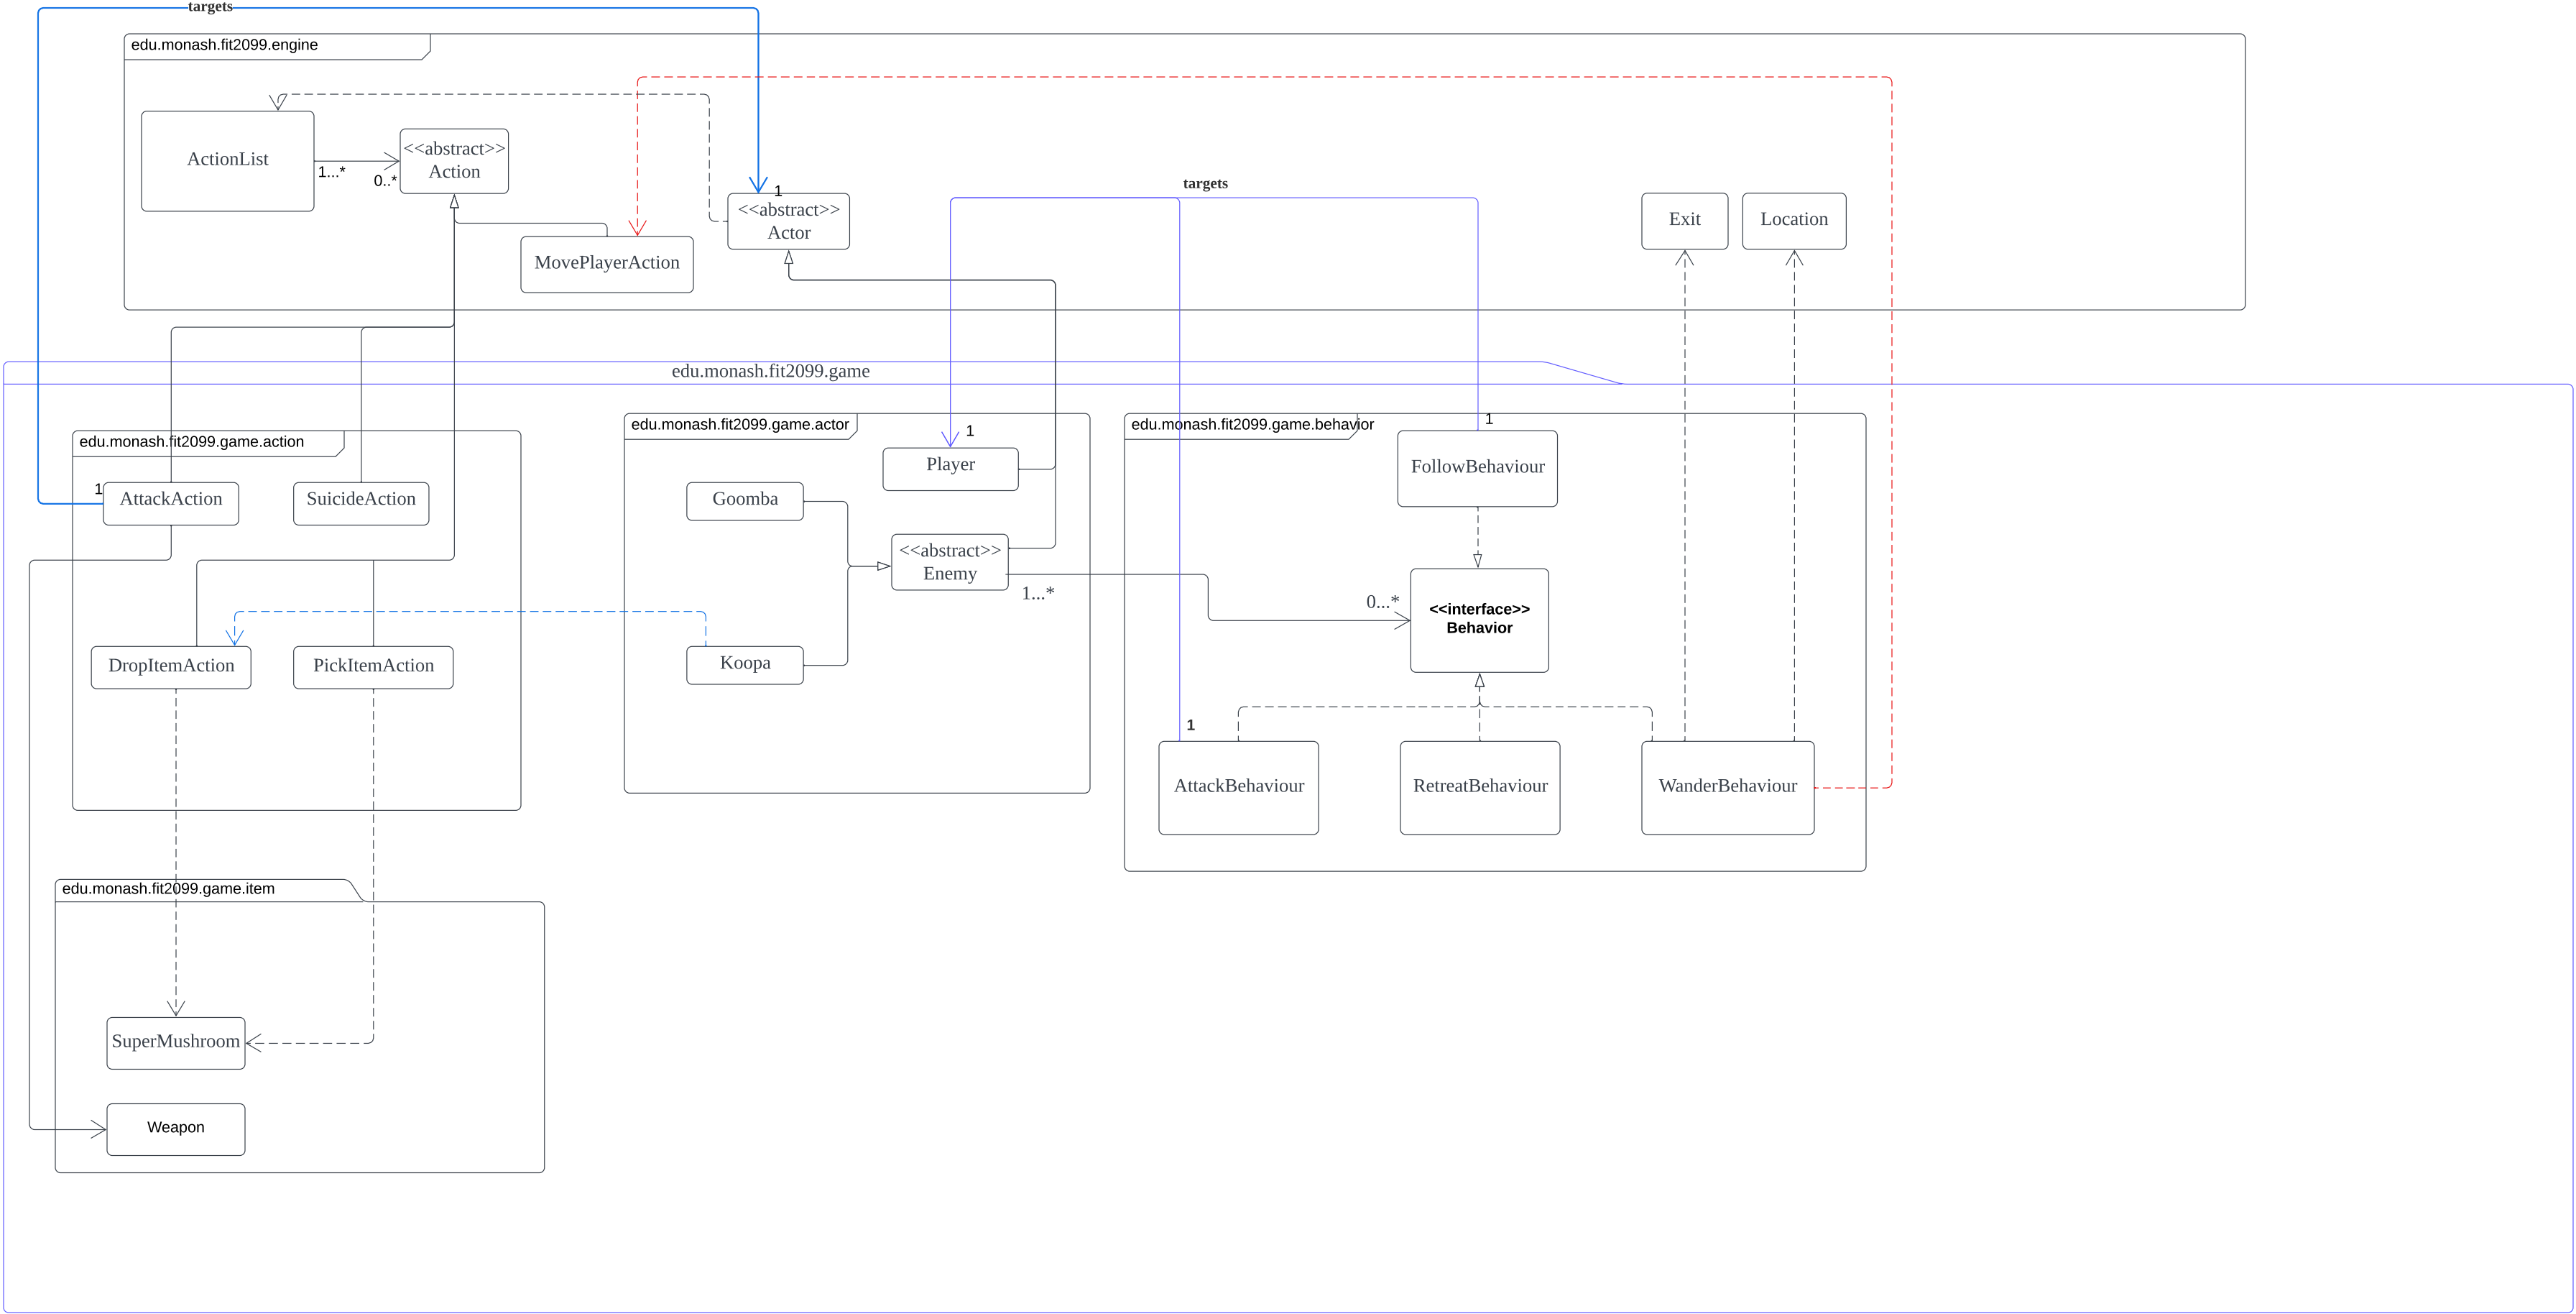 targets
edu.monash.fit2099.engine
ActionList
1...*
0..*
<<abstract>>
Action
MovePlayerAction
1
<<abstract>>
Actor
targets
Exit
Location
edu.monash.fit2099.game
edu.monash.fit2099.game.action
1
AttackAction
SuicideAction
DropItemAction
PickItemAction
edu.monash.fit2099.game.actor
1
Player
Goomba
<<abstract>>
Enemy
1...*
Koopa
edu.monash.fit2099.game.behavior
1
FollowBehaviour
0...*
<<interface>>
Behavior
1
AttackBehaviour
RetreatBehaviour
WanderBehaviour
edu.monash.fit2099.game.item
SuperMushroom
Weapon